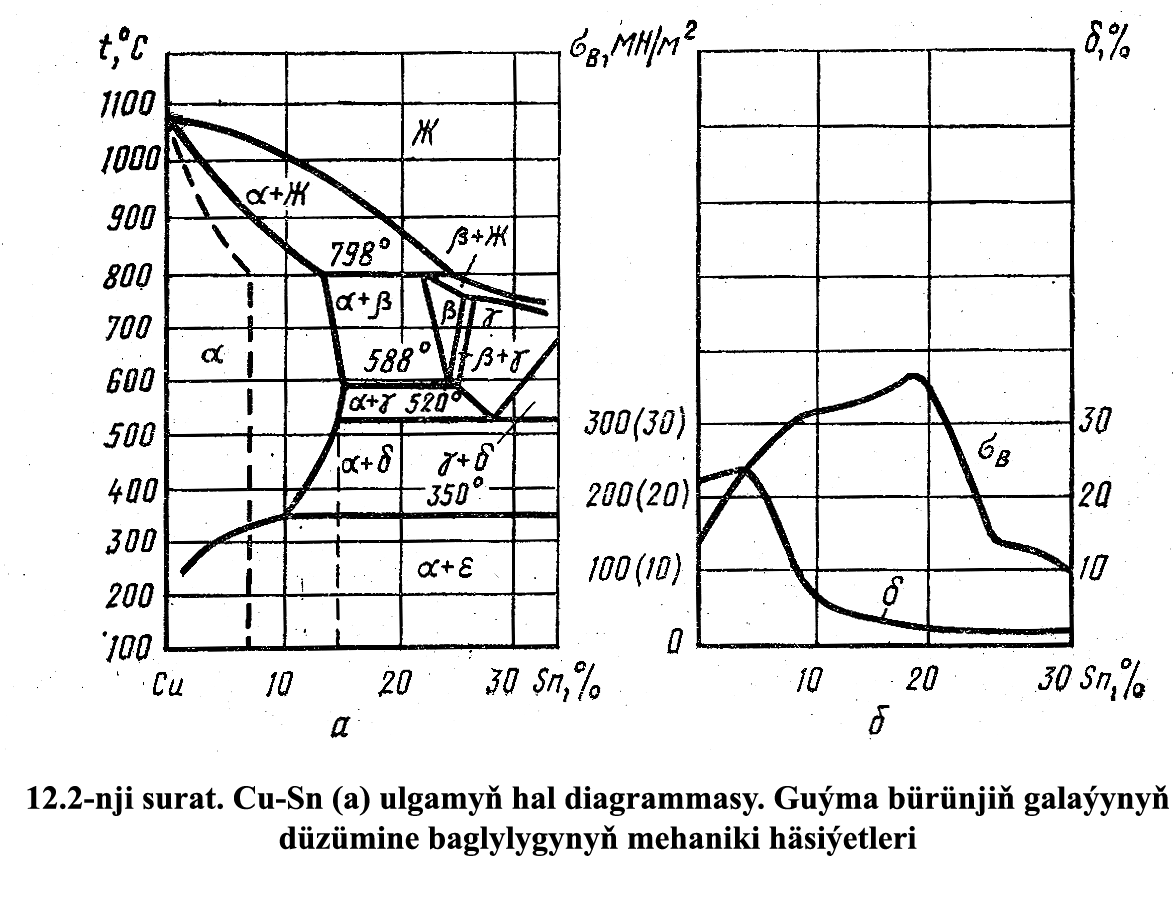 t,°C
1100
1000
900
800
700
600
500
400
300
200
100
Ж
α+Ж
798°
β+Ж
α+β
β
γ
α
588°
β+γ
α+γ 520°
α+δ
γ+δ
350°
α+ε
Cu 10 20 30 Sn,%
а
σв, МН/м²
δ,%
300(30)
200(20)
100(10)
0
30
20
10
σв
δ
10 20 30 Sn,%
б
12.2-nji surat. Cu-Sn (a) ulgamyň hal diagrammasy. Guýma bürünjiň galaýynyň
düzümine baglylygynyň mehaniki häsiýetleri